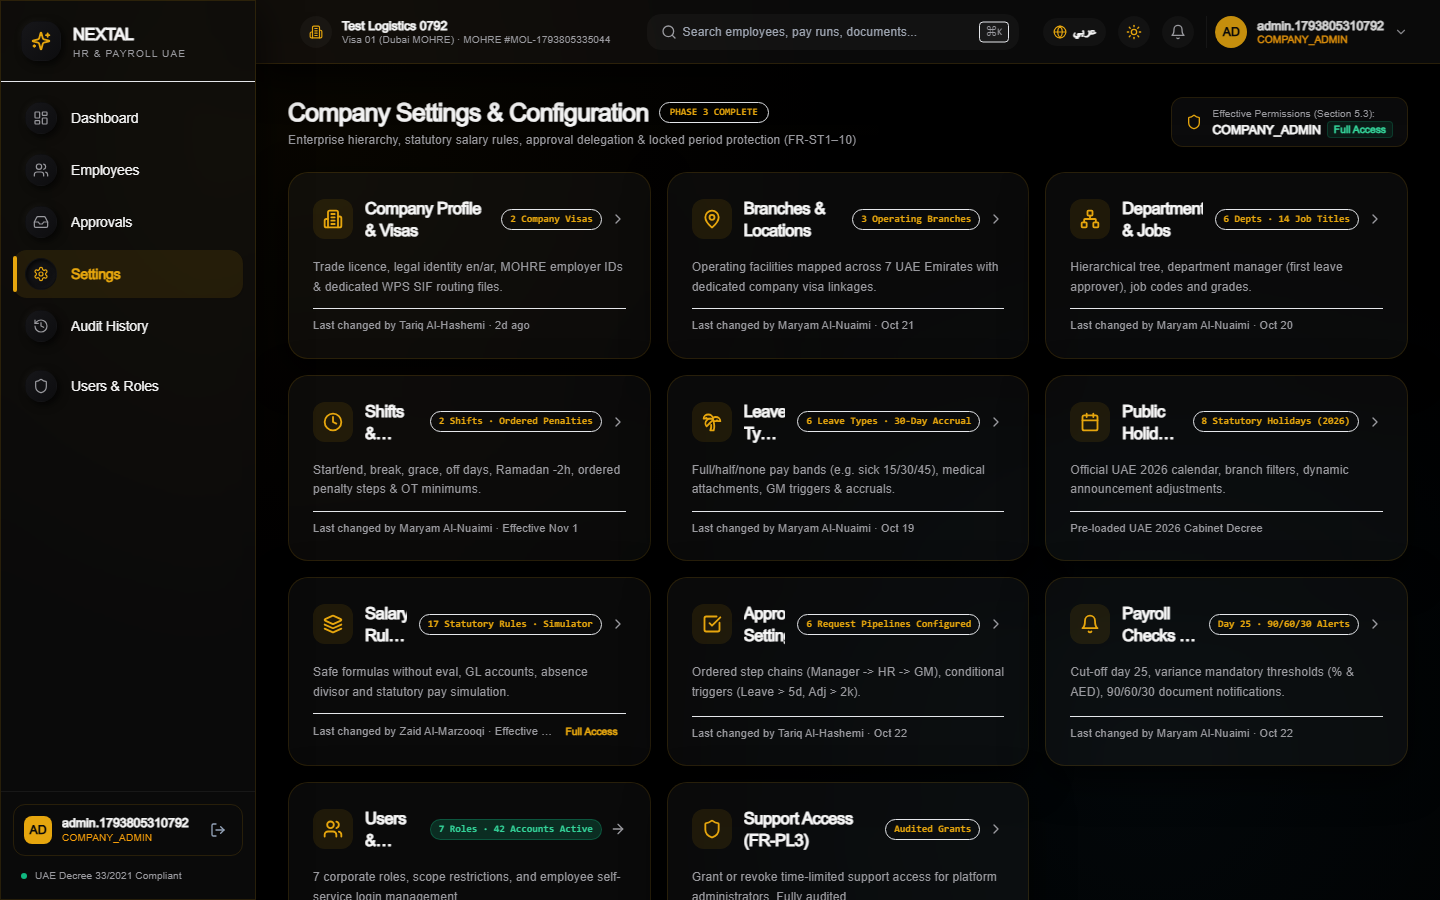 NEXTAL
HR & PAYROLL UAE
Dashboard
Employees
Approvals
Settings
Audit History
Users & Roles
AD
admin.1793805310792
COMPANY_ADMIN
UAE Decree 33/2021 Compliant
Test Logistics 0792
Visa 01 (Dubai MOHRE) · MOHRE #MOL-1793805335044
Search employees, pay runs, documents...
⌘K
عربي
AD
admin.1793805310792
COMPANY_ADMIN
Company Settings & Configuration
PHASE 3 COMPLETE
Enterprise hierarchy, statutory salary rules, approval delegation & locked period protection (FR-ST1–10)
Effective Permissions (Section 5.3):
COMPANY_ADMIN Full Access
Company Profile
& Visas
2 Company Visas
Trade licence, legal identity en/ar, MOHRE employer IDs
& dedicated WPS SIF routing files.
Last changed by Tariq Al-Hashemi · 2d ago
Branches &
Locations
3 Operating Branches
Operating facilities mapped across 7 UAE Emirates with
dedicated company visa linkages.
Last changed by Maryam Al-Nuaimi · Oct 21
Department
& Jobs
6 Depts · 14 Job Titles
Hierarchical tree, department manager (first leave
approver), job codes and grades.
Last changed by Maryam Al-Nuaimi · Oct 20
Shifts
&...
2 Shifts · Ordered Penalties
Start/end, break, grace, off days, Ramadan -2h, ordered
penalty steps & OT minimums.
Last changed by Maryam Al-Nuaimi · Effective Nov 1
Leave
Ty...
6 Leave Types · 30-Day Accrual
Full/half/none pay bands (e.g. sick 15/30/45), medical
attachments, GM triggers & accruals.
Last changed by Maryam Al-Nuaimi · Oct 19
Public
Holid...
8 Statutory Holidays (2026)
Official UAE 2026 calendar, branch filters, dynamic
announcement adjustments.
Pre-loaded UAE 2026 Cabinet Decree
Salary
Rul...
17 Statutory Rules · Simulator
Safe formulas without eval, GL accounts, absence
divisor and statutory pay simulation.
Last changed by Zaid Al-Marzooqi · Effective ...
Full Access
Appro
Setting
6 Request Pipelines Configured
Ordered step chains (Manager -> HR -> GM), conditional
triggers (Leave > 5d, Adj > 2k).
Last changed by Tariq Al-Hashemi · Oct 22
Payroll
Checks ...
Day 25 · 90/60/30 Alerts
Cut-off day 25, variance mandatory thresholds (% &
AED), 90/60/30 document notifications.
Last changed by Maryam Al-Nuaimi · Oct 22
Users
&...
7 Roles · 42 Accounts Active
7 corporate roles, scope restrictions, and employee self-
service login management.
Support Access
(FR-PL3)
Audited Grants
Grant or revoke time-limited support access for platform
administrators. Fully audited.